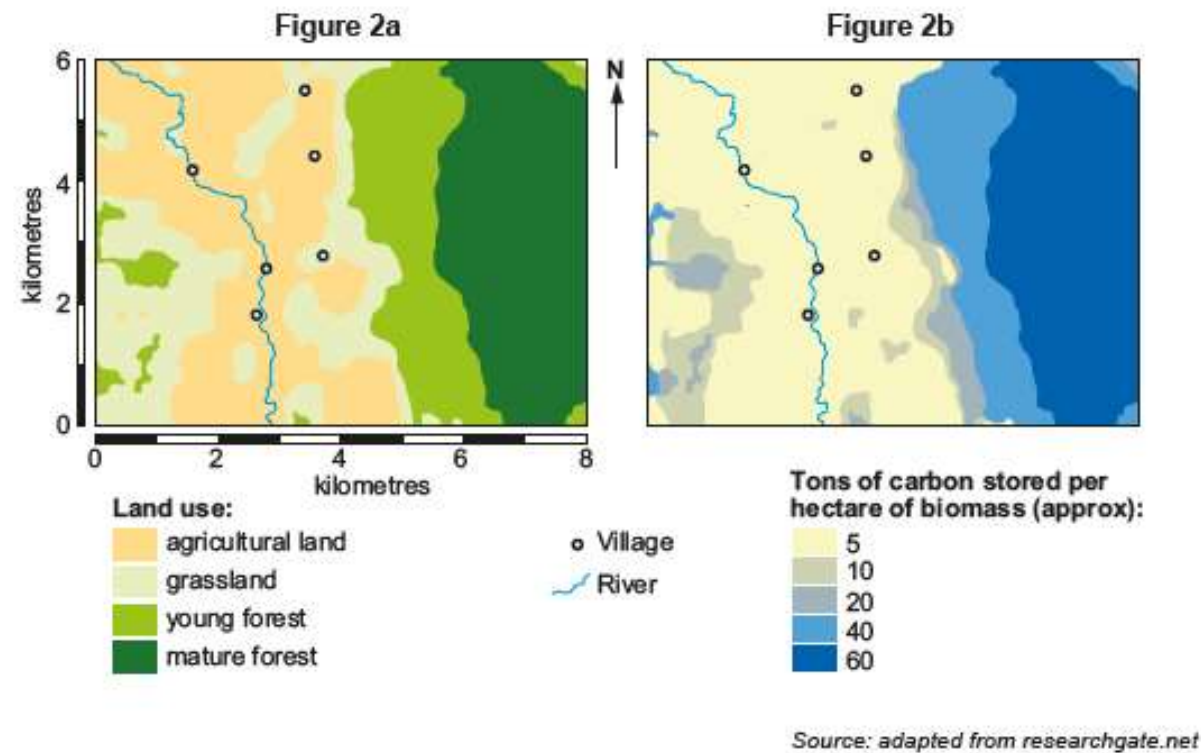 Figure 2a
Figure 2b
6
4
2
0
kilometres
N
0 2 4 6 8
kilometres
Land use:
agricultural land
grassland
young forest
mature forest
Village
River
Tons of carbon stored per
hectare of biomass (approx):
5
10
20
40
60
Source: adapted from researchgate.net